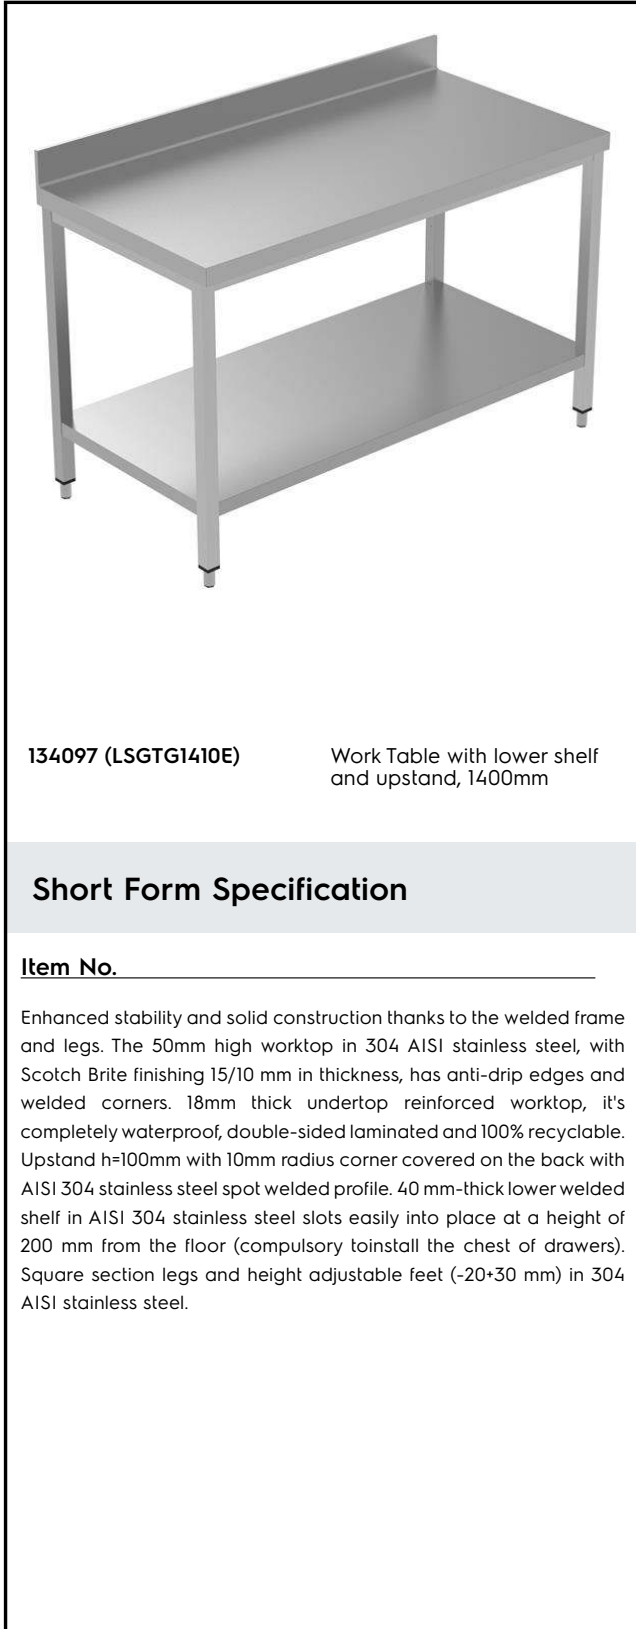 134097 (LSGTG1410E)
Work Table with lower shelf
and upstand, 1400mm
Short Form Specification
Item No.
Enhanced stability and solid construction thanks to the welded frame
and legs. The 50mm high worktop in 304 AISI stainless steel, with
Scotch Brite finishing 15/10 mm in thickness, has anti-drip edges and
welded corners. 18mm thick undertop reinforced worktop, it's
completely waterproof, double-sided laminated and 100% recyclable.
Upstand h=100mm with 10mm radius corner covered on the back with
AISI 304 stainless steel spot welded profile. 40 mm-thick lower welded
shelf in AISI 304 stainless steel slots easily into place at a height of
200 mm from the floor (compulsory toinstall the chest of drawers).
Square section legs and height adjustable feet (-20+30 mm) in 304
AISI stainless steel.